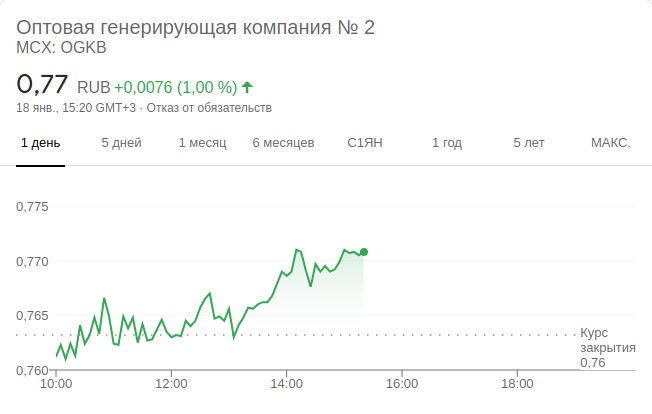 Оптовая генерирующая компания № 2
MCX: OGKB
0,77 RUB +0,0076 (1,00 %)
18 янв., 15:20 GMT+3 · Отказ от обязательств
1 день 5 дней 1 месяц 6 месяцев С1ЯН 1 год 5 лет МАКС.
0,775
0,770
0,765
Курс
закрытия
0,76
0,760
10:00 12:00 14:00 16:00 18:00